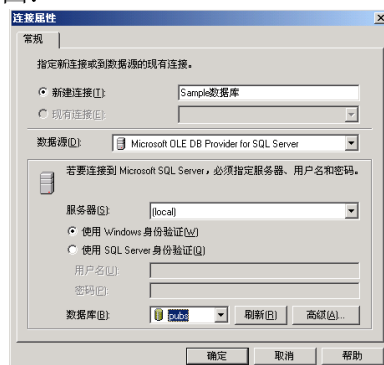 连接属性
常规
指定新连接或到数据源的现有连接。
新建连接(T): Sample数据库
现有连接(E):
数据源(D): Microsoft OLE DB Provider for SQL Server
若要连接到 Microsoft SQL Server，必须指定服务器、用户名和密码。
服务器(S): (local)
使用 Windows 身份验证(W)
使用 SQL Server 身份验证(Q)
用户名(U):
密码(P):
数据库(B): pubs 刷新(R) 高级(A)...
确定 取消 帮助